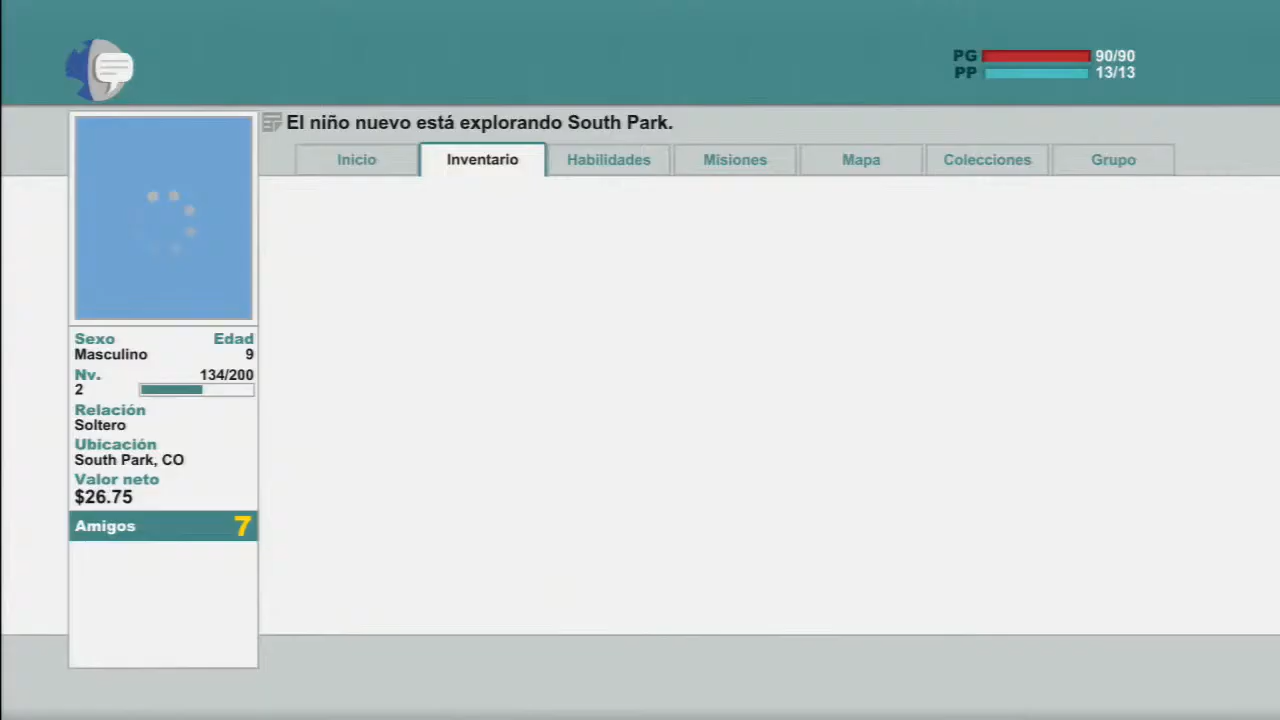 PG 90/90
PP 13/13
El niño nuevo está explorando South Park.
Inicio Inventario Habilidades Misiones Mapa Colecciones Grupo
Sexo Edad
Masculino 9
Nv. 134/200
2
Relación
Soltero
Ubicación
South Park, CO
Valor neto
$26.75
Amigos 7